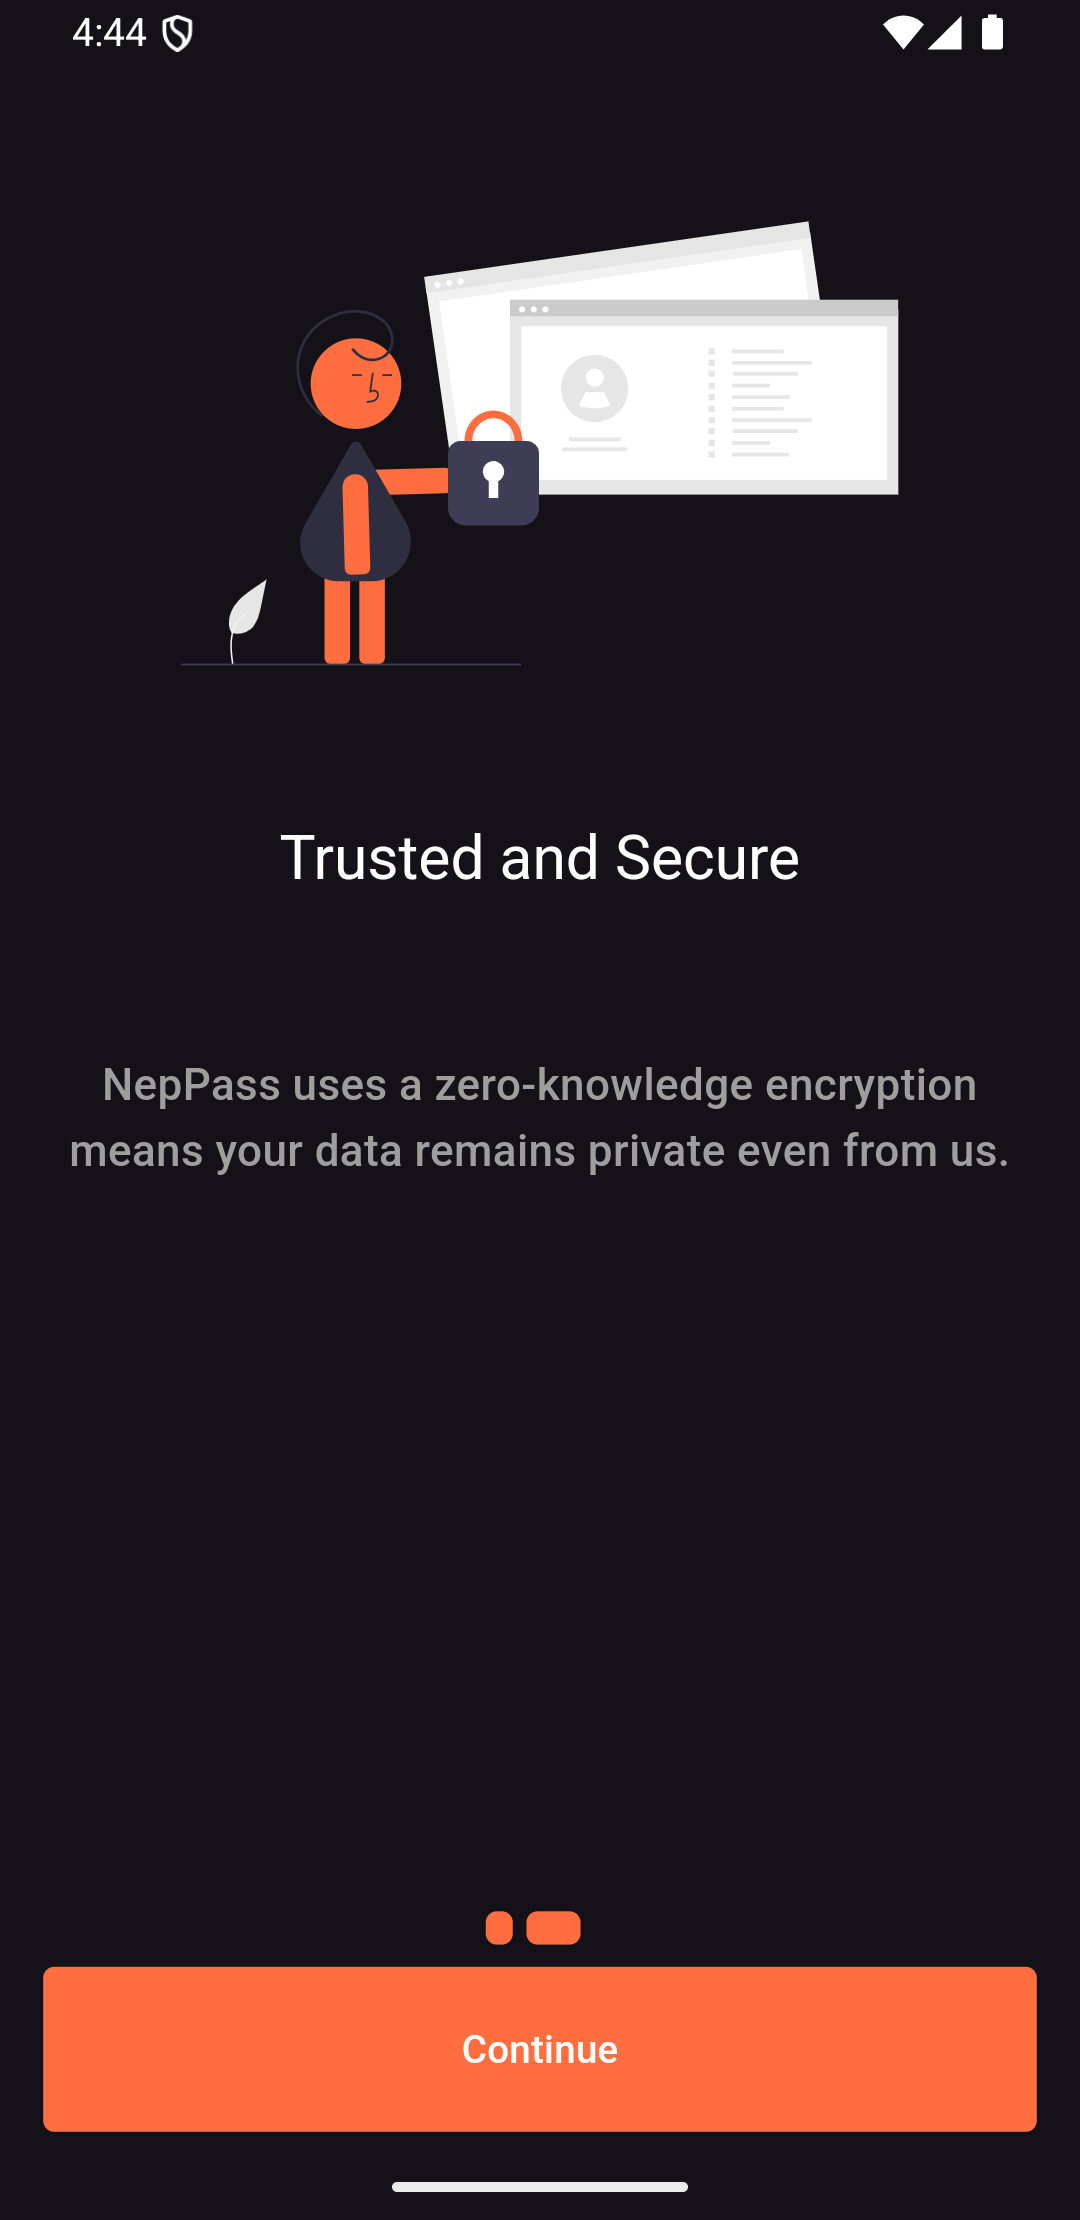 4:44
Trusted and Secure
NepPass uses a zero-knowledge encryption
means your data remains private even from us.
Continue